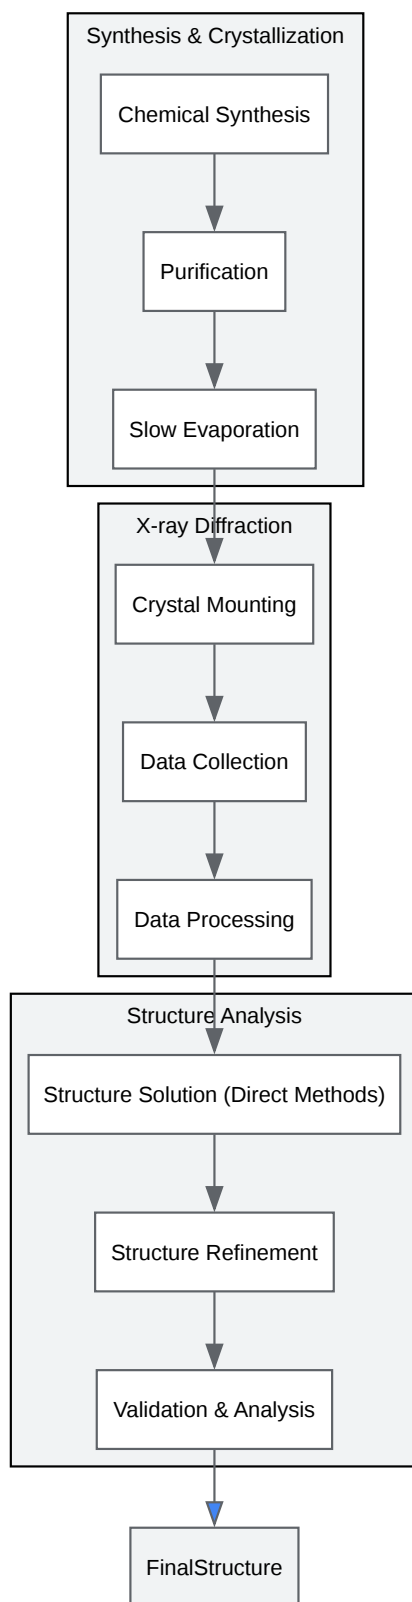 Synthesis & Crystallization
Chemical Synthesis
Purification
Slow Evaporation
X-ray Diffraction
Crystal Mounting
Data Collection
Data Processing
Structure Analysis
Structure Solution (Direct Methods)
Structure Refinement
Validation & Analysis
FinalStructure